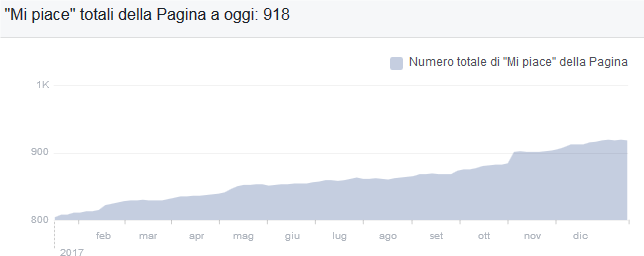 "Mi piace" totali della Pagina a oggi: 918
Numero totale di "Mi piace" della Pagina
1K
900
800
feb mar apr mag giu lug ago set ott nov dic
2017